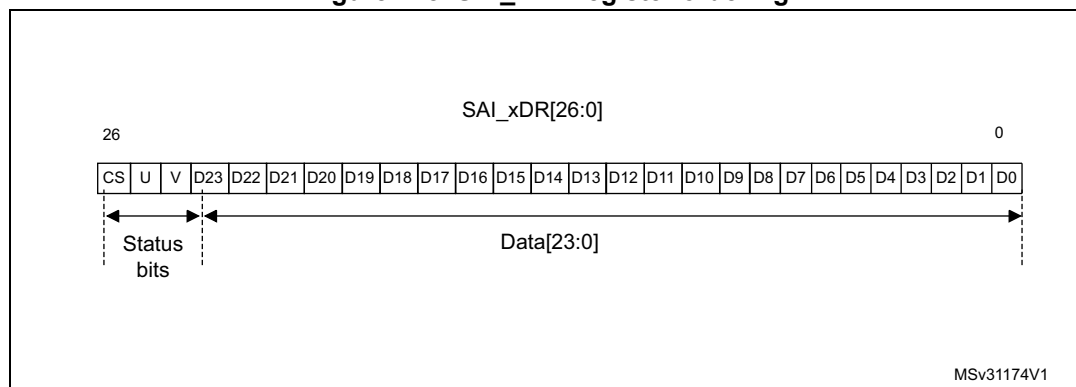 SAI_xDR[26:0]
26 0
CS U V D23 D22 D21 D20 D19 D18 D17 D16 D15 D14 D13 D12 D11 D10 D9 D8 D7 D6 D5 D4 D3 D2 D1 D0
Status
bits
Data[23:0]
MSv31174V1